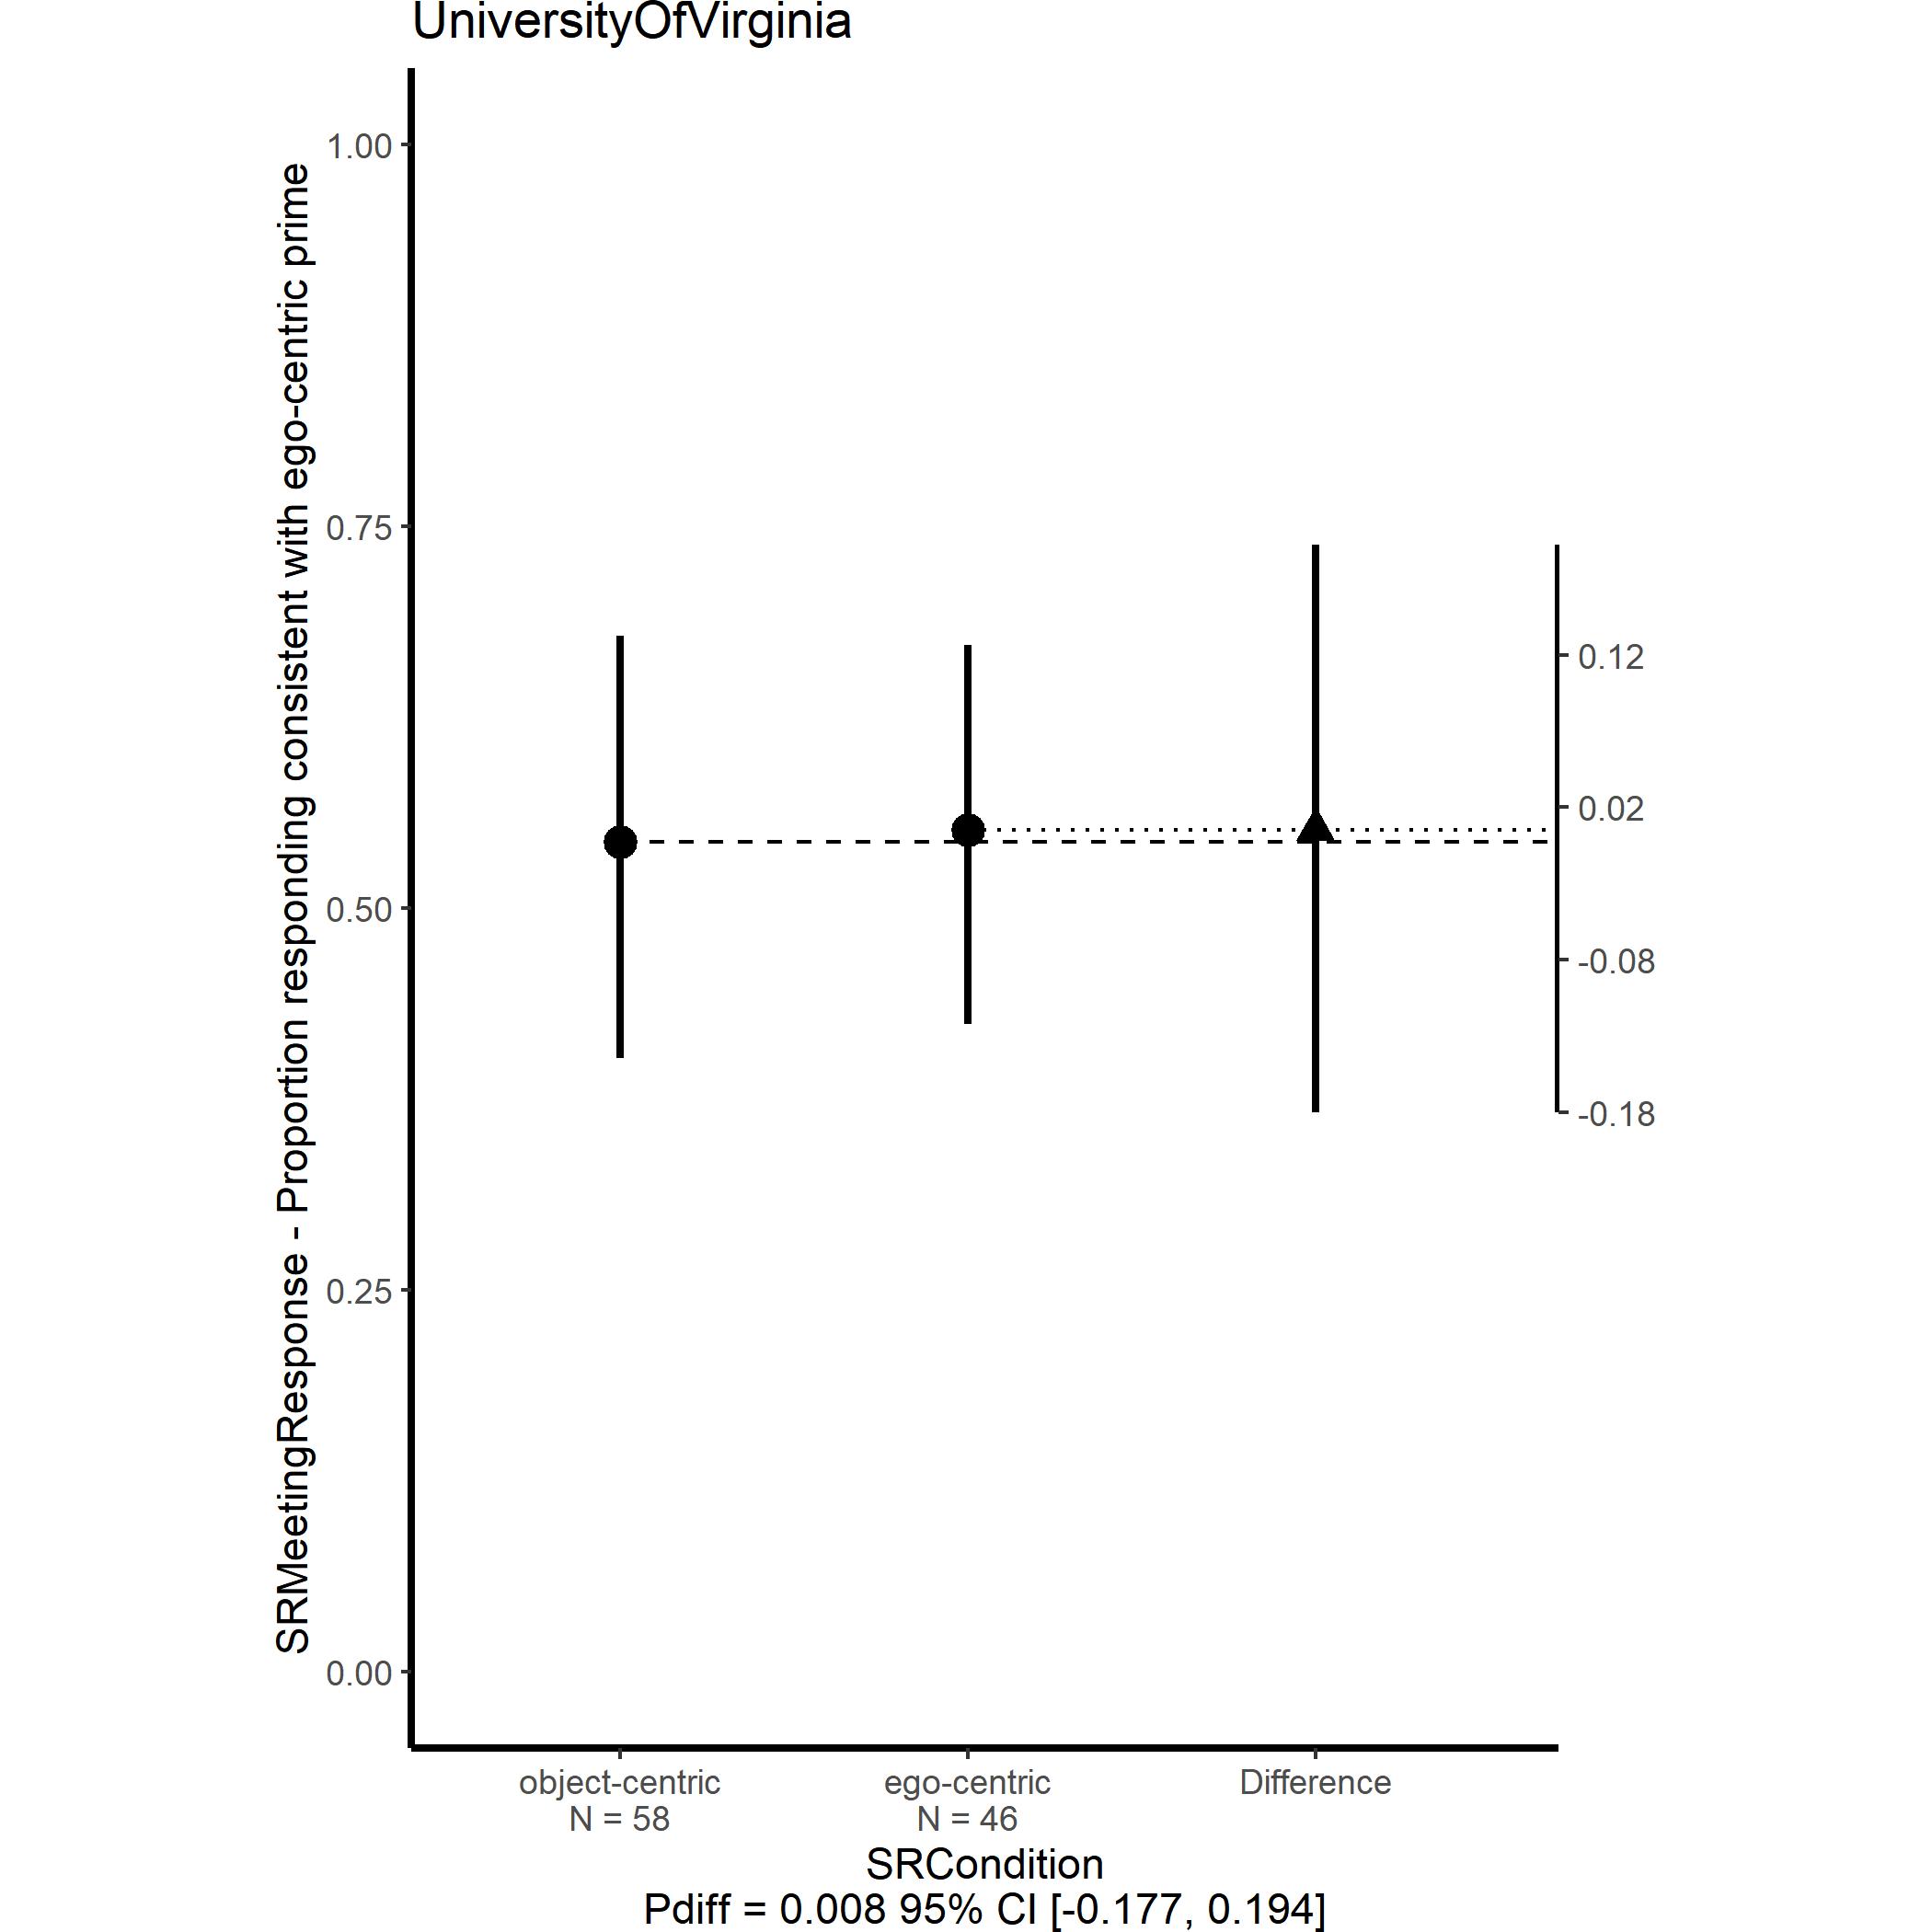 UniversityOfVirginia
SRMeetingResponse - Proportion responding consistent with ego-centric prime
1.00
0.75
0.50
0.25
0.00
0.12
0.02
-0.08
-0.18
object-centric
N = 58
ego-centric
N = 46
Difference
SRCondition
Pdiff = 0.008 95% CI [-0.177, 0.194]